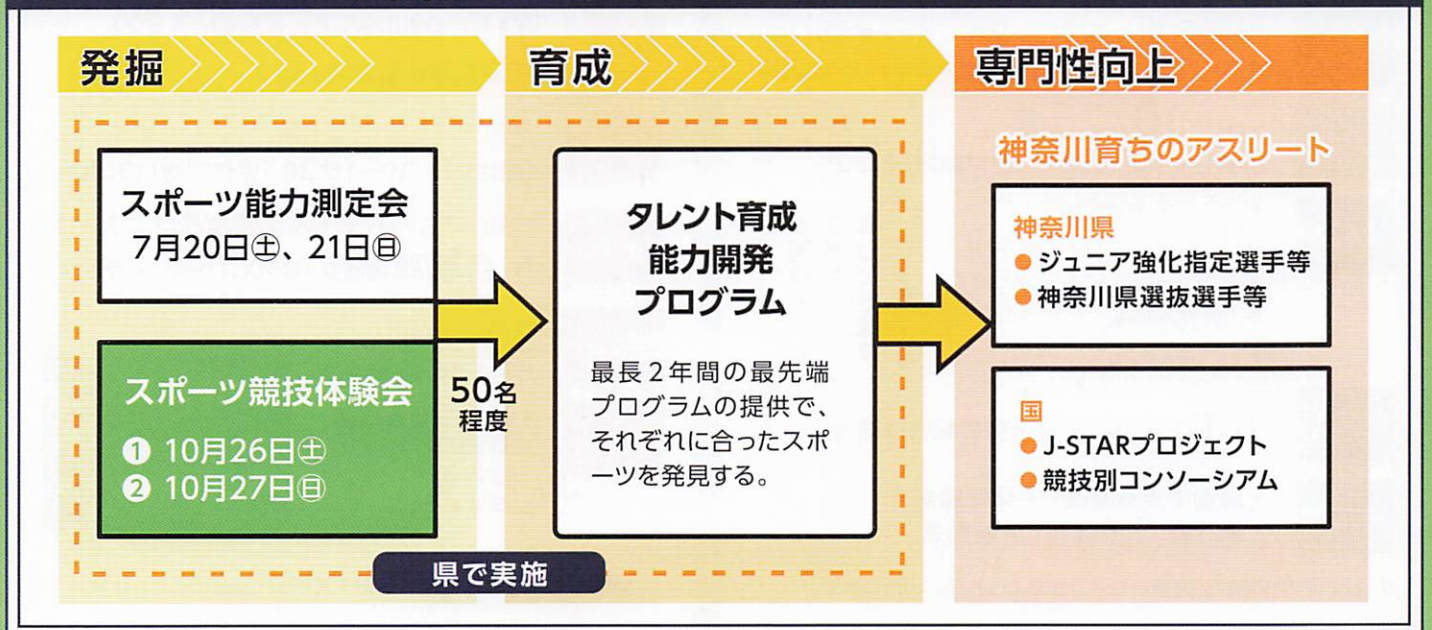 発掘
育成
専門性向上
スポーツ能力測定会
7月20日㊏、21日㊐
スポーツ競技体験会
❶ 10月26日㊏
❷ 10月27日㊐
50名
程度
タレント育成
能力開発
プログラム
最長2年間の最先端
プログラムの提供で、
それぞれに合ったスポ
ーツを発見する。
神奈川育ちのアスリート
神奈川県
●ジュニア強化指定選手等
●神奈川県選抜選手等
国
●J-STARプロジェクト
●競技別コンソーシアム
県で実施